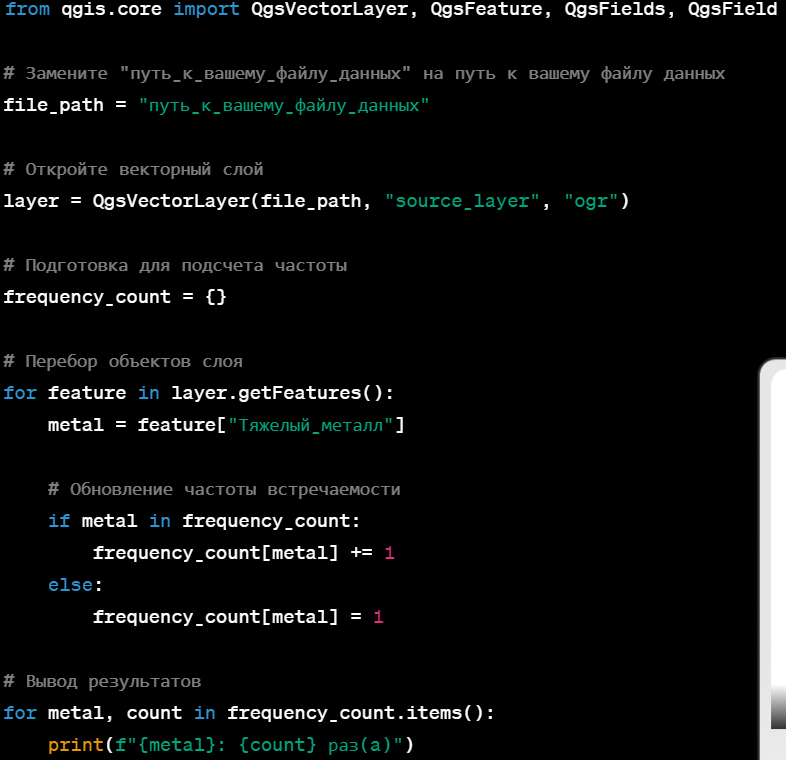 from qgis.core import QgsVectorLayer, QgsFeature, QgsFields, QgsField
# Замените "путь_к_вашему_файлу_данных" на путь к вашему файлу данных
file_path = "путь_к_вашему_файлу_данных"
# Откройте векторный слой
layer = QgsVectorLayer(file_path, "source_layer", "ogr")
# Подготовка для подсчета частоты
frequency_count = {}
# Перебор объектов слоя
for feature in layer.getFeatures():
    metal = feature["Тяжелый_металл"]
    # Обновление частоты встречаемости
    if metal in frequency_count:
        frequency_count[metal] += 1
    else:
        frequency_count[metal] = 1
# Вывод результатов
for metal, count in frequency_count.items():
    print(f"{metal}: {count} раз(а)")